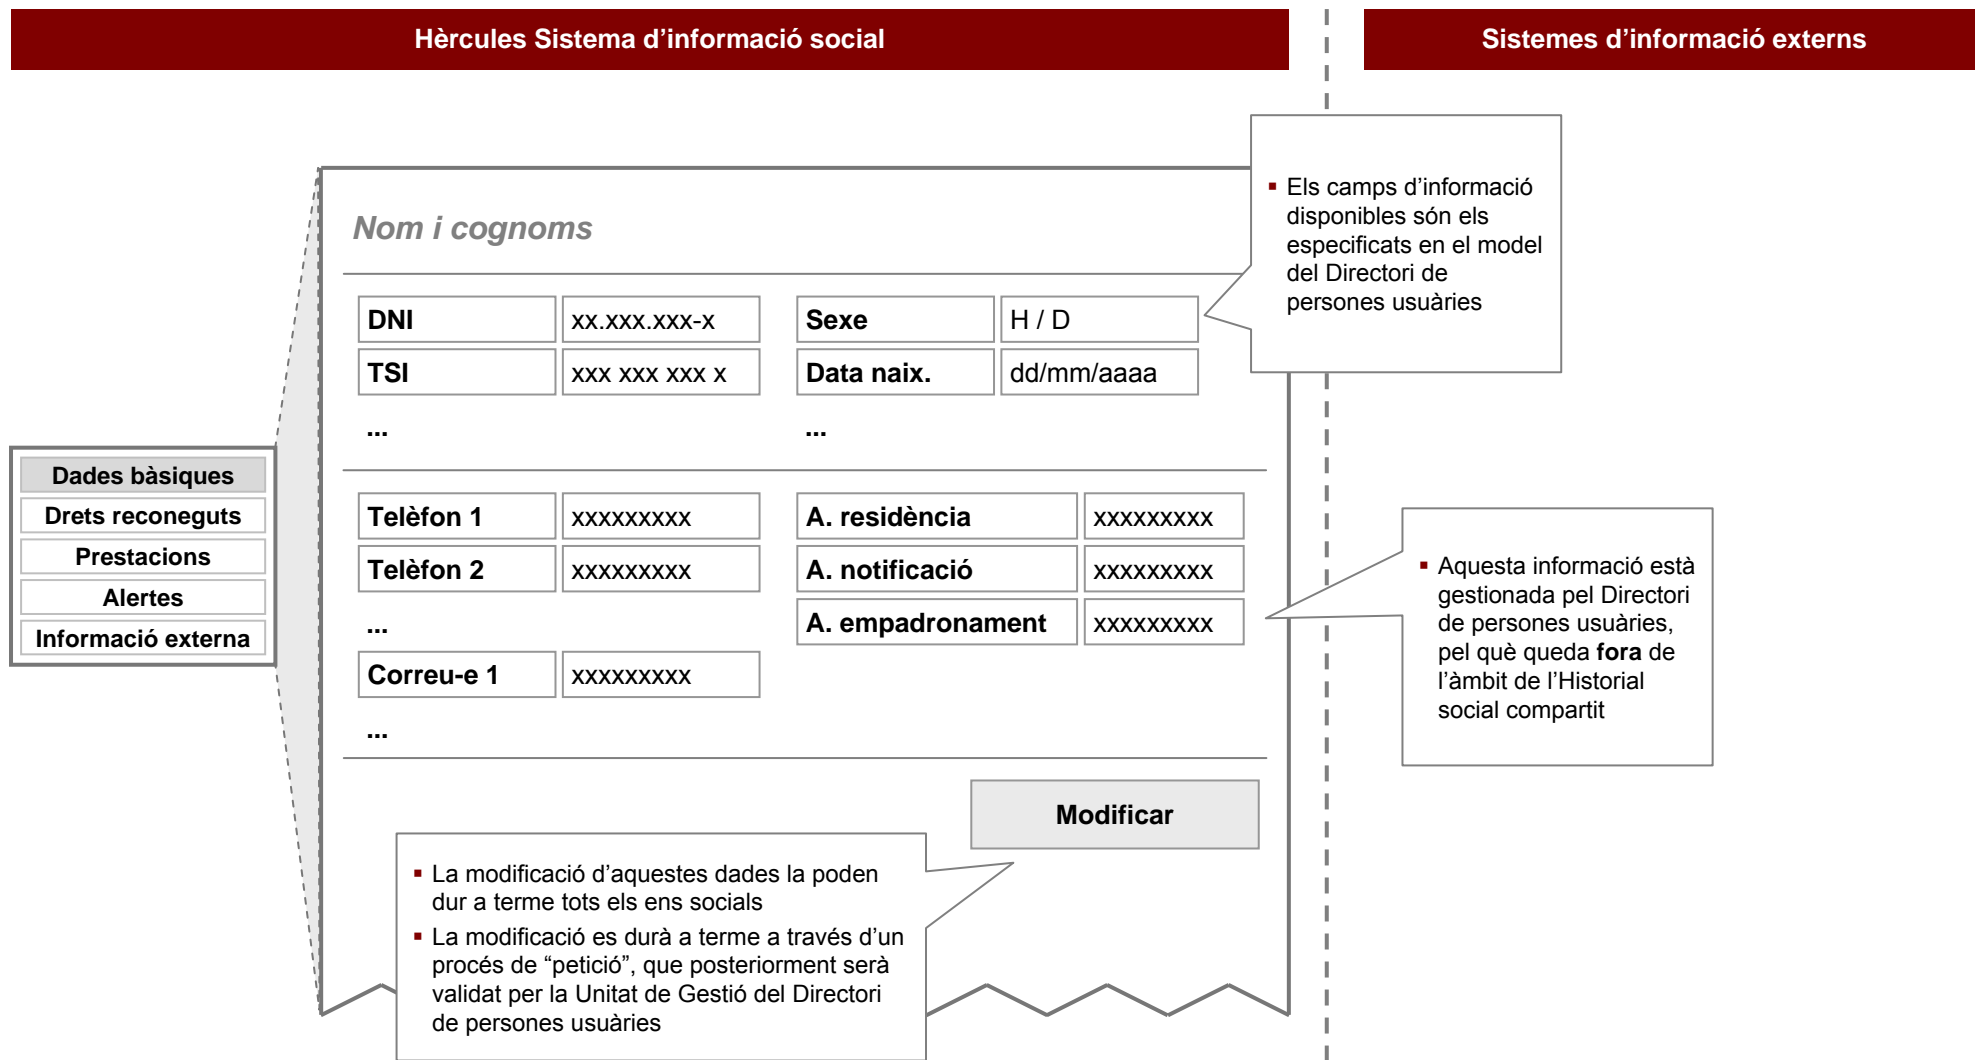 Hèrcules Sistema d’informació social
Sistemes d’informació externs
▪ Els camps d’informació
disponibles són els
especificats en el model
del Directori de
persones usuàries
Nom i cognoms
DNI xx.xxx.xxx-x Sexe H / D
TSI xxx xxx xxx x Data naix. dd/mm/aaaa
... ...
Dades bàsiques
Drets reconeguts
Prestacions
Alertes
Informació externa
Telèfon 1 xxxxxxxxx A. residència xxxxxxxxx
Telèfon 2 xxxxxxxxx A. notificació xxxxxxxxx
... A. empadronament xxxxxxxxx
Correu-e 1 xxxxxxxxx
...
▪ Aquesta informació està
gestionada pel Directori
de persones usuàries,
pel què queda fora de
l’àmbit de l’Historial
social compartit
Modificar
▪ La modificació d’aquestes dades la poden
dur a terme tots els ens socials
▪ La modificació es durà a terme a través d’un
procés de “petició”, que posteriorment serà
validat per la Unitat de Gestió del Directori
de persones usuàries